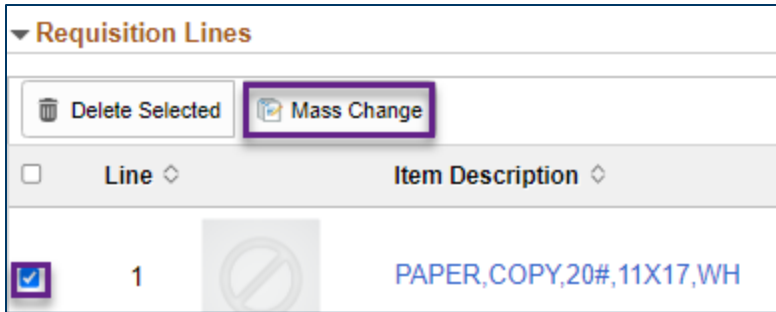 Requisition Lines
Delete Selected Mass Change
Line Item Description
1 PAPER,COPY,20#,11X17,WH